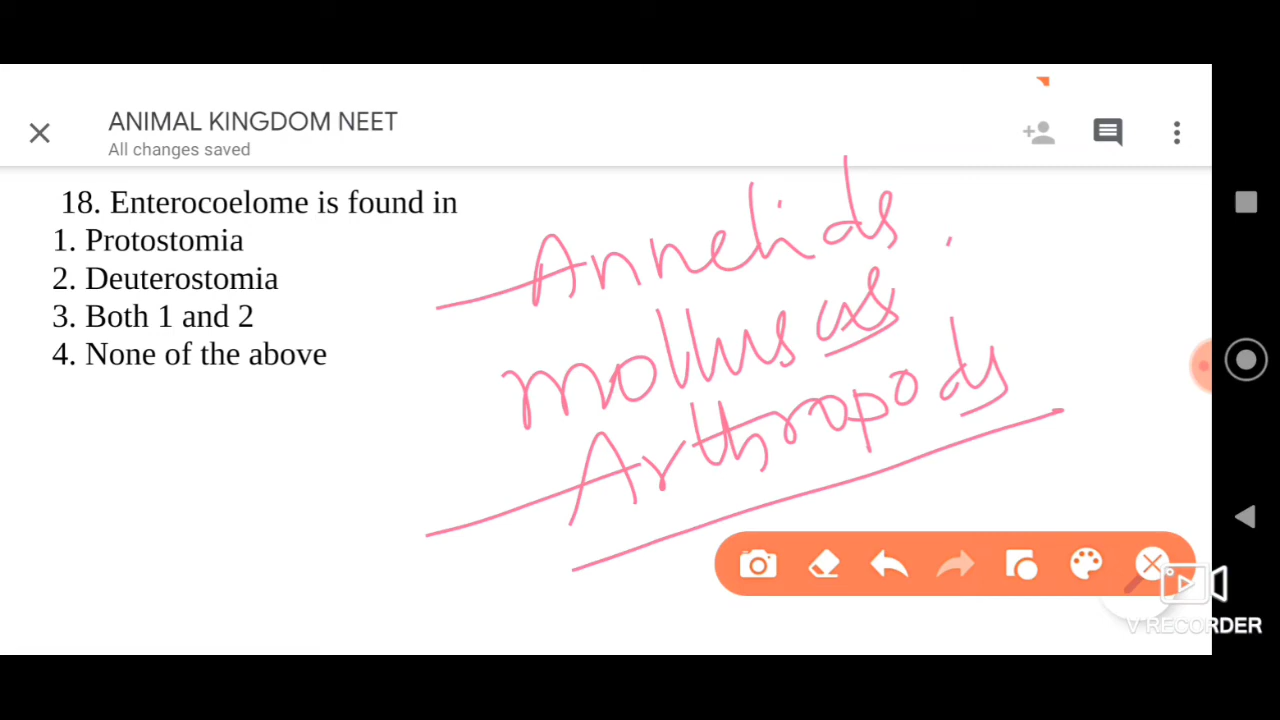 ANIMAL KINGDOM NEET
All changes saved
18. Enterocoelome is found in
1. Protostomia
2. Deuterostomia
3. Both 1 and 2
4. None of the above
Annelids
molluscas
Arthropods
V RECORDER